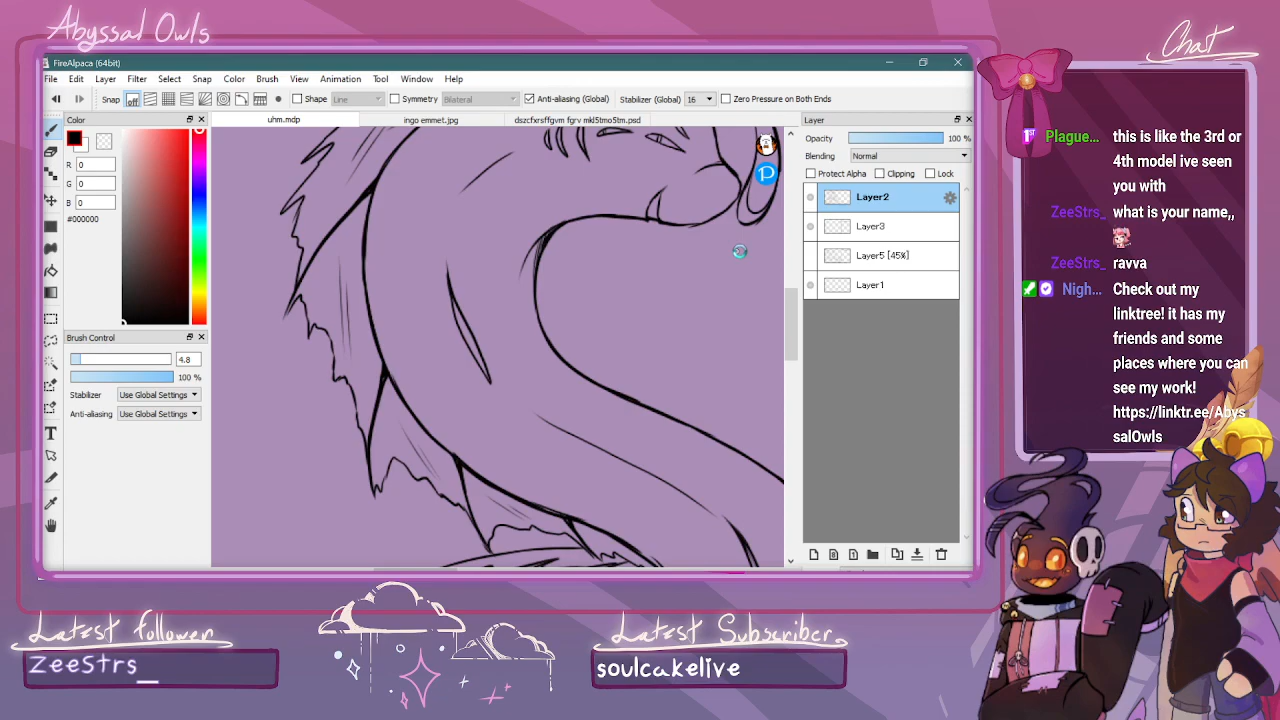 Abyssal Owls
Chat
FireAlpaca (64bit)
File Edit Layer Filter Select Snap Color Brush View Animation Tool Window Help
Snap off Shape Line Symmetry Bilateral Anti-aliasing (Global) Stabilizer (Global) 16 Zero Pressure on Both Ends
Color
uhm.mdp
ingo emmet.jpg
dszcfxrsffgvm fgrv mkl5tmo5tm.psd
R 0
G 0
B 0
#000000
Brush Control
4.8
100 %
Stabilizer Use Global Settings
Anti-aliasing Use Global Settings
Layer
Opacity 100 %
Blending Normal
Protect Alpha Clipping Lock
Layer2
Layer3
Layer5 [45%]
Layer1
Plague... this is like the 3rd or
4th model ive seen
you with
ZeeStrs_ what is your name,,
ZeeStrs_ ravva
Nigh... Check out my
linktree! it has my
friends and some
places where you can
see my work!
https://linktr.ee/Abys
salOwls
Latest follower
ZeeStrs_
Latest Subscriber
soulcakelive